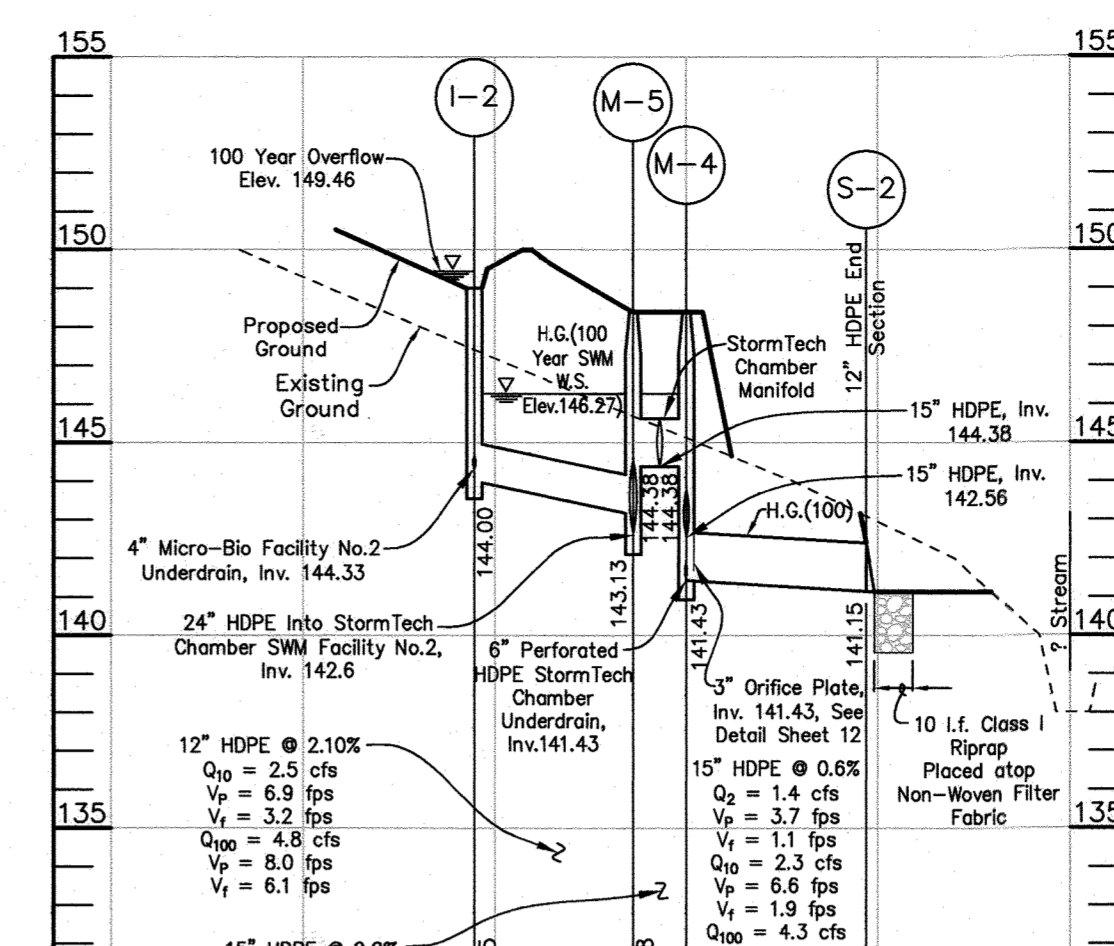 155
155
I-2
M-5
M-4
S-2
100 Year Overflow
Elev. 149.46
150
150
12" HDPE End
Section
Proposed
Ground
Existing
Ground
H.G.(100
Year SWM
W.S.
Elev.146.27)
StormTech
Chamber
Manifold
15" HDPE, Inv.
144.38
145
145
15" HDPE, Inv.
142.56
144.38
144.38
H.G.(100)
4" Micro-Bio Facility No.2
Underdrain, Inv. 144.33
144.00
143.13
141.43
141.15
? Stream
24" HDPE Into StormTech
Chamber SWM Facility No.2,
Inv. 142.6
140
140
6" Perforated
HDPE StormTech
Chamber
Underdrain,
Inv.141.43
3" Orifice Plate,
Inv. 141.43, See
Detail Sheet 12
10 l.f. Class I
Riprap
Placed atop
Non-Woven Filter
Fabric
12" HDPE @ 2.10%
Q10 = 2.5 cfs
VP = 6.9 fps
Vf = 3.2 fps
Q100 = 4.8 cfs
VP = 8.0 fps
Vf = 6.1 fps
15" HDPE @ 0.6%
Q2 = 1.4 cfs
VP = 3.7 fps
Vf = 1.1 fps
Q10 = 2.3 cfs
VP = 6.6 fps
Vf = 1.9 fps
Q100 = 4.3 cfs
135
135
15" HDPE @